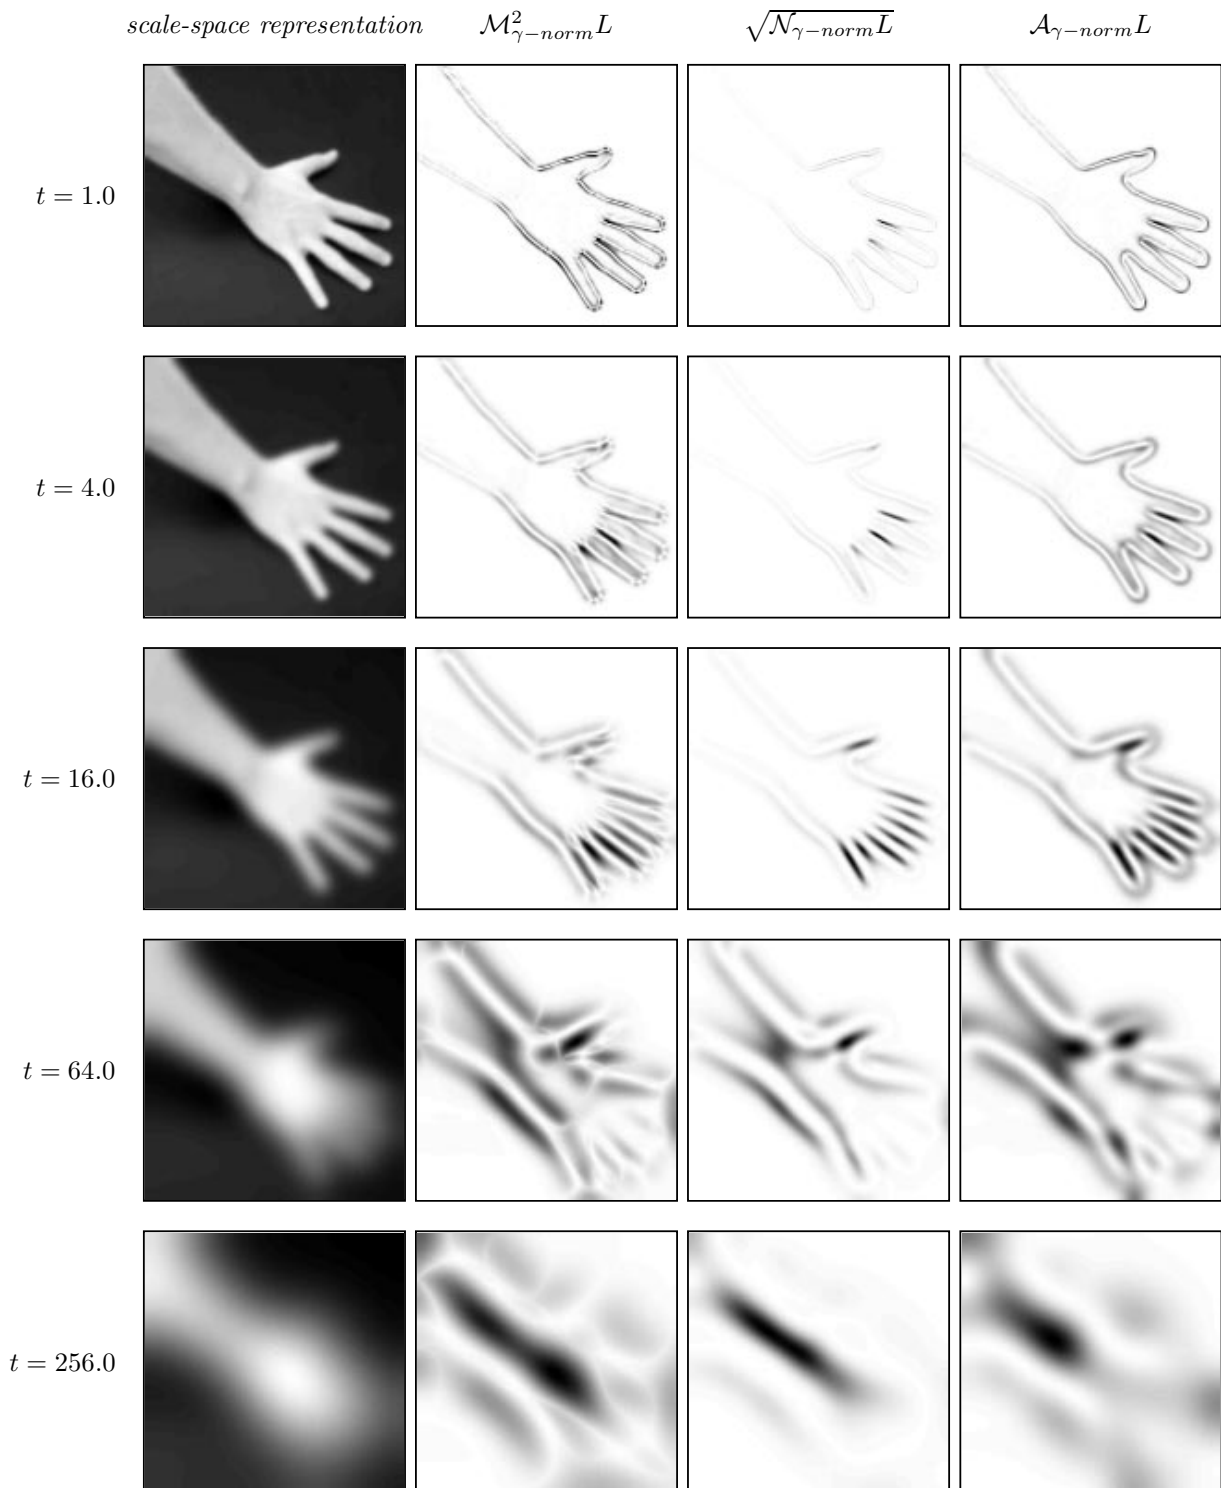 scale-space representation M²γ−normL √Nγ−normL Aγ−normL
t = 1.0
t = 4.0
t = 16.0
t = 64.0
t = 256.0